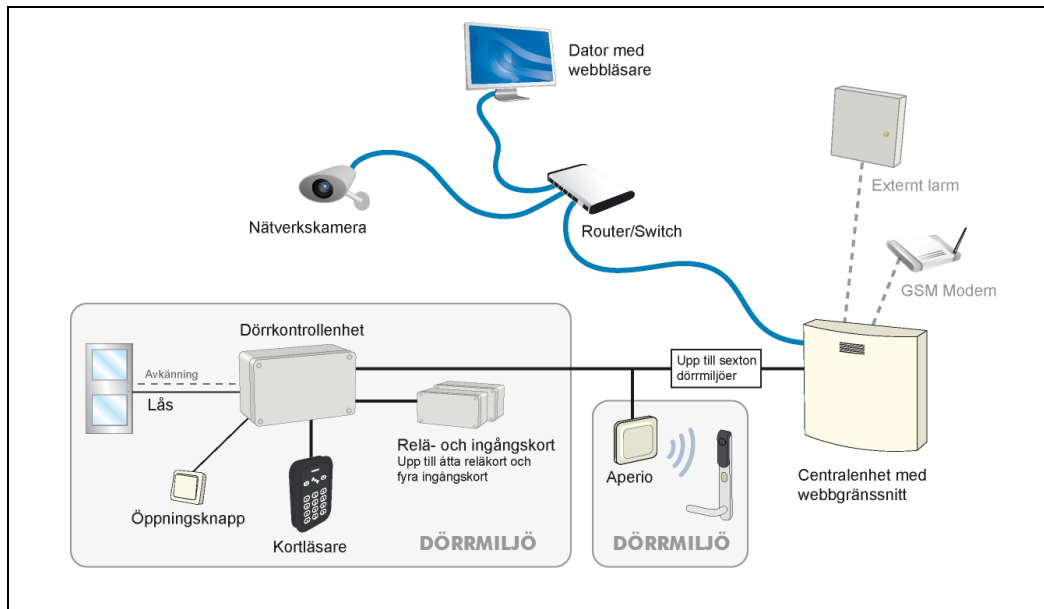 Dator med
webbläsare
Externt larm
Nätverkskamera
Router/Switch
GSM Modem
Dörrkontrollenhet
Avkänning
Lås
Upp till sexton
dörrmiljöer
Relä- och ingångskort
Upp till åtta reläkort och
fyra ingångskort
Öppningsknapp
Kortläsare
DÖRRMILJÖ
Aperio
DÖRRMILJÖ
Centralenhet med
webbgränssnitt